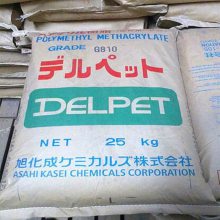 POLYMETHYL METHACRYLATE
GRADE G810
デルペット
DELPET
NET 25 kg
旭化成ケミカルズ株式会社
ASAHI KASEI CHEMICALS CORPORATION